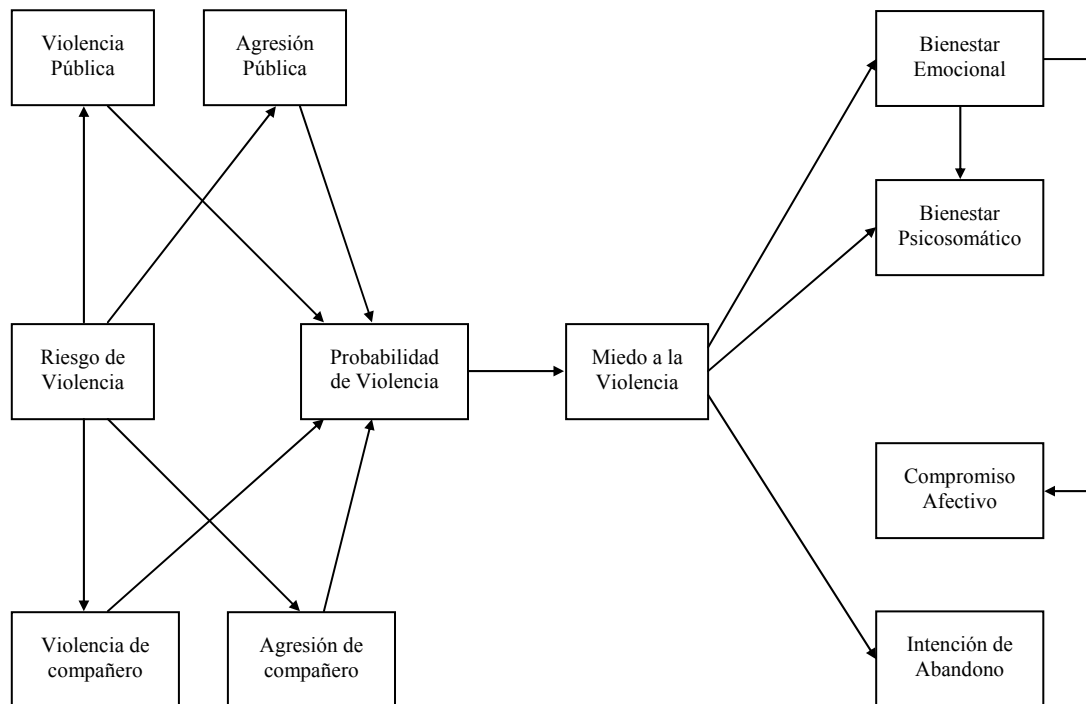 Violencia
Pública
Agresión
Pública
Bienestar
Emocional
Bienestar
Psicosomático
Riesgo de
Violencia
Probabilidad
de Violencia
Miedo a la
Violencia
Compromiso
Afectivo
Violencia de
compañero
Agresión de
compañero
Intención de
Abandono